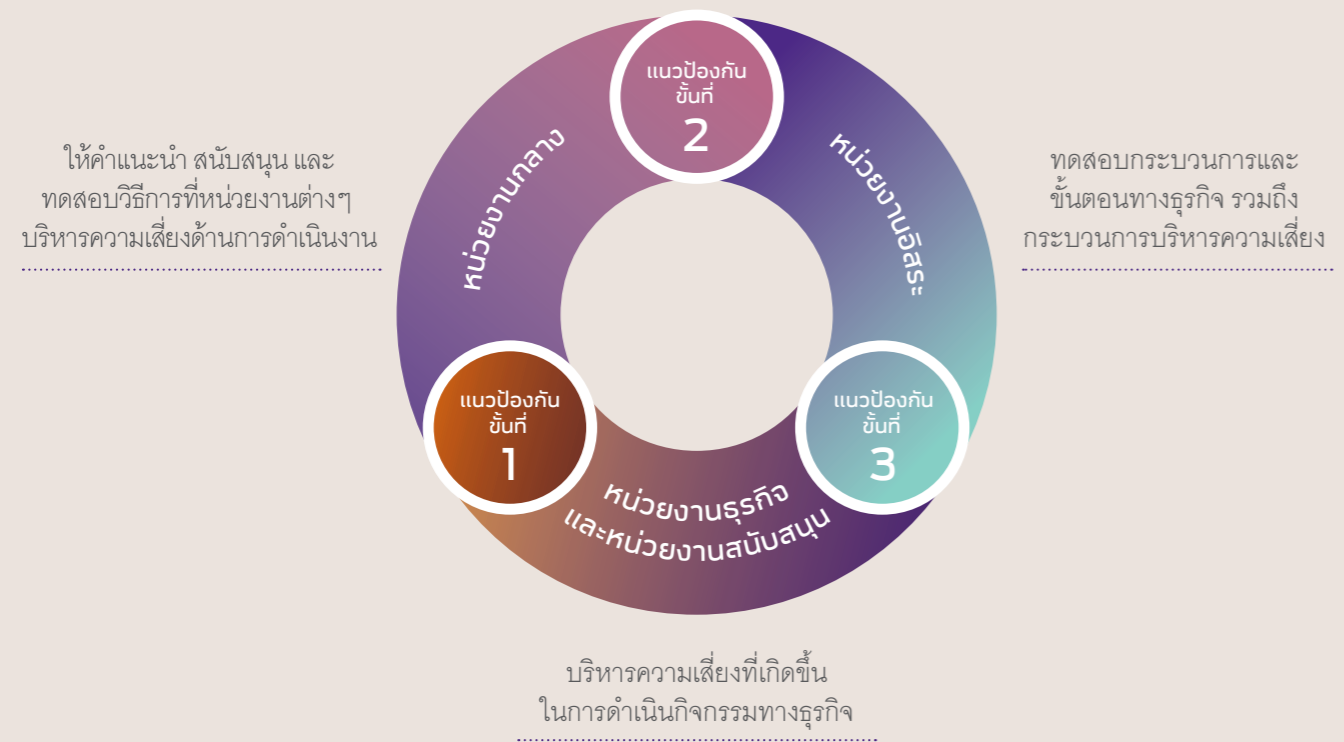 แนวป้องกัน
ขั้นที่
2
หน่วยงานกลาง
หน่วยงานอิสระ
ให้คำแนะนำ สนับสนุน และ
ทดสอบวิธีการที่หน่วยงานต่างๆ
บริหารความเสี่ยงด้านการดำเนินงาน
ทดสอบกระบวนการและ
ขั้นตอนทางธุรกิจ รวมถึง
กระบวนการบริหารความเสี่ยง
แนวป้องกัน
ขั้นที่
1
แนวป้องกัน
ขั้นที่
3
หน่วยงานธุรกิจ
และหน่วยงานสนับสนุน
บริหารความเสี่ยงที่เกิดขึ้น
ในการดำเนินกิจกรรมทางธุรกิจ